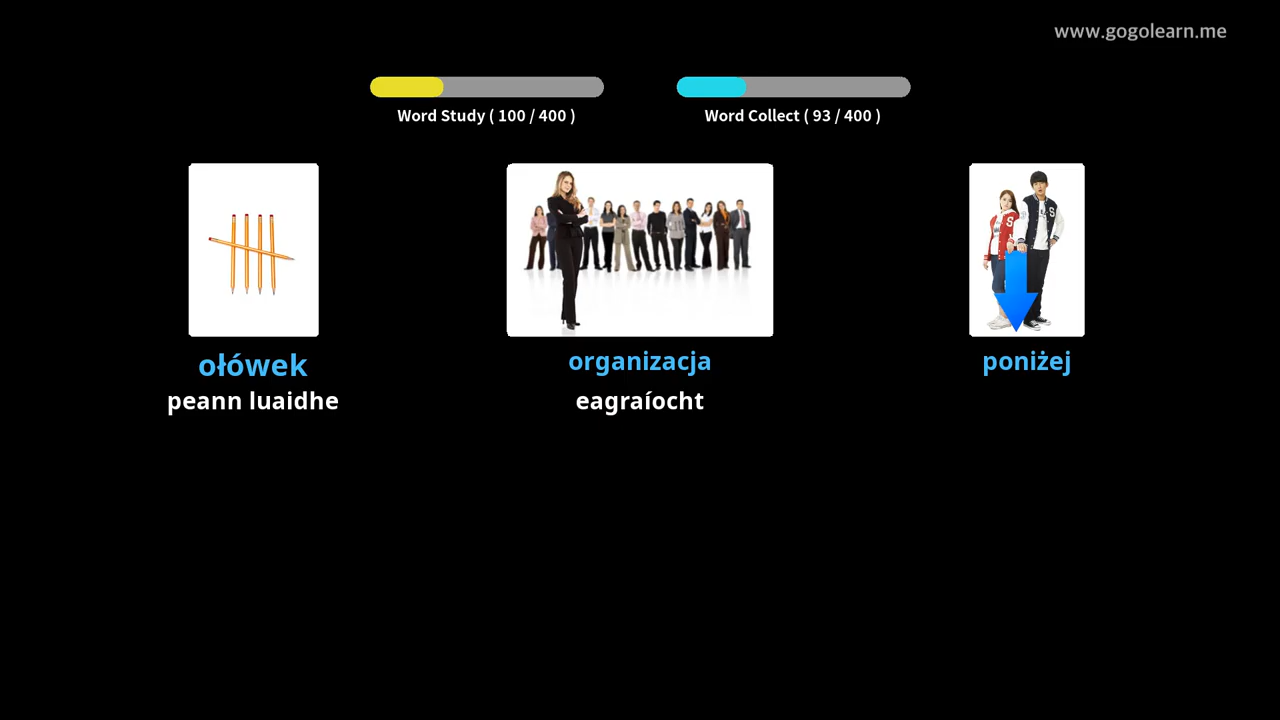 www.gogolearn.me
Word Study ( 100 / 400 )
Word Collect ( 93 / 400 )
ołówek
peann luaidhe
organizacja
eagraíocht
poniżej